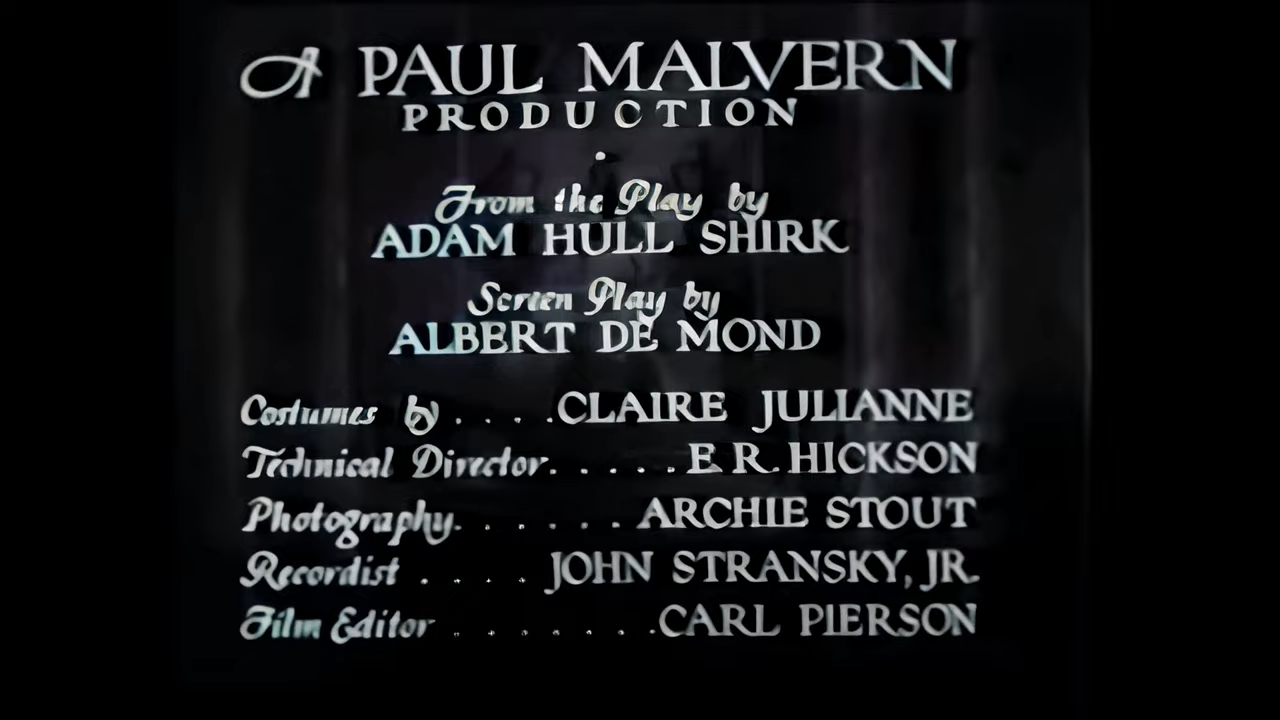 A PAUL MALVERN
PRODUCTION
From the Play by
ADAM HULL SHIRK
Screen Play by
ALBERT DE MOND
Costumes by . . . . CLAIRE JULIANNE
Technical Director. . . . . . E. R. HICKSON
Photography. . . . . . . ARCHIE STOUT
Recordist . . . . JOHN STRANSKY, JR.
Film Editor . . . . . . . . CARL PIERSON